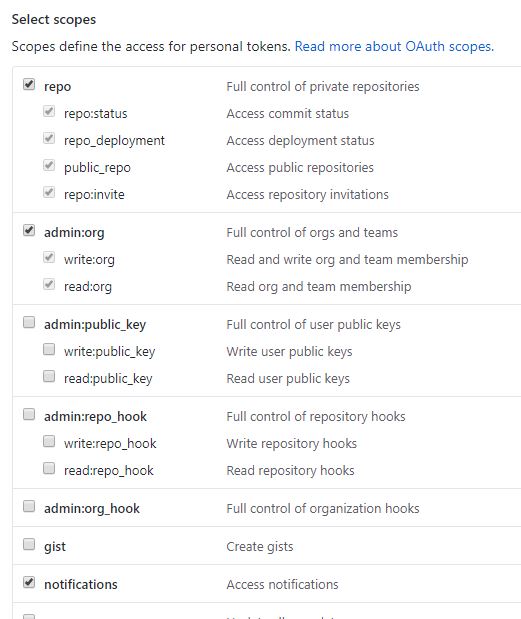 Select scopes
Scopes define the access for personal tokens. Read more about OAuth scopes.
repo Full control of private repositories
repo:status Access commit status
repo_deployment Access deployment status
public_repo Access public repositories
repo:invite Access repository invitations
admin:org Full control of orgs and teams
write:org Read and write org and team membership
read:org Read org and team membership
admin:public_key Full control of user public keys
write:public_key Write user public keys
read:public_key Read user public keys
admin:repo_hook Full control of repository hooks
write:repo_hook Write repository hooks
read:repo_hook Read repository hooks
admin:org_hook Full control of organization hooks
gist Create gists
notifications Access notifications